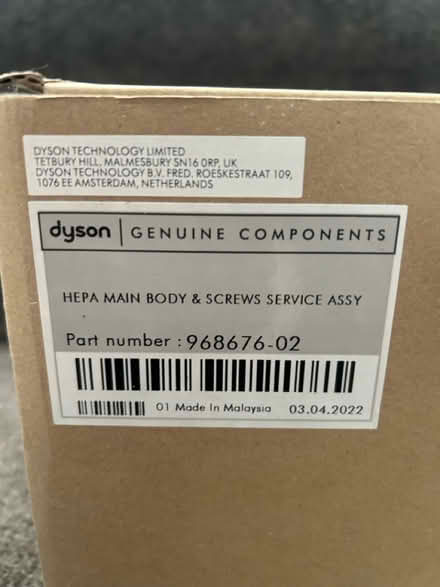 DYSON TECHNOLOGY LIMITED
TETBURY HILL, MALMESBURY SN16 0RP, UK
DYSON TECHNOLOGY B.V. FRED. ROESKESTRAAT 109,
1076 EE AMSTERDAM, NETHERLANDS
dyson | GENUINE COMPONENTS
HEPA MAIN BODY & SCREWS SERVICE ASSY
Part number : 968676-02
01 Made In Malaysia 03.04.2022